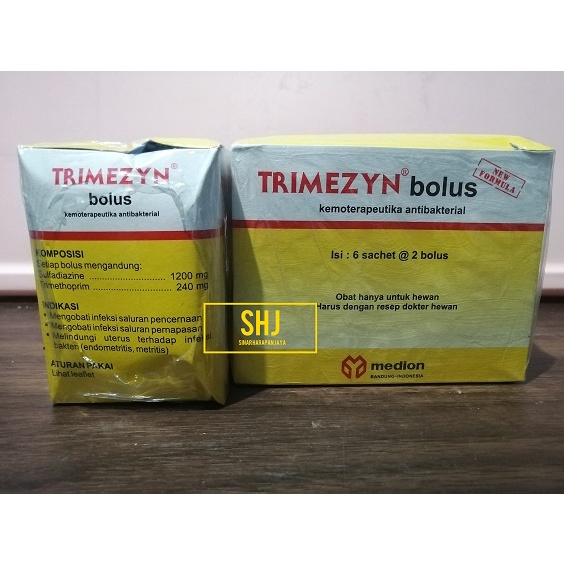 TRIMEZYN®
bolus
kemoterapeutika antibakterial
KOMPOSISI
Setiap bolus mengandung:
Sulfadiazine .................. 1200 mg
Trimethoprim ................. 240 mg
INDIKASI
• Mengobati infeksi saluran pencernaan
• Mengobati infeksi saluran pernapasan
• Melindungi uterus terhadap infeksi
bakteri (endometritis, metritis)
ATURAN PAKAI
Lihat leaflet
TRIMEZYN® bolus
NEW
FORMULA
kemoterapeutika antibakterial
Isi : 6 sachet @ 2 bolus
Obat hanya untuk hewan
Harus dengan resep dokter hewan
medion
BANDUNG-INDONESIA
SHJ
SINARHARAPANJAYA